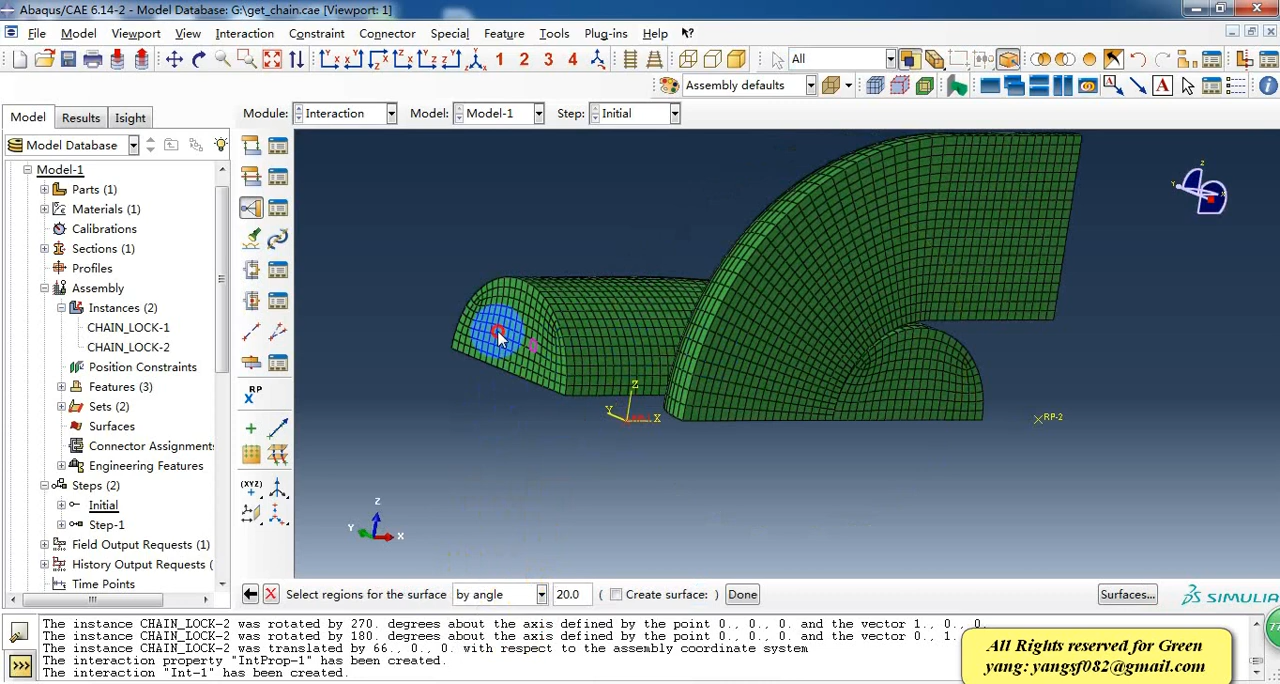 Abaqus/CAE 6.14-2 - Model Database: G:\get_chain.cae [Viewport: 1]
File Model Viewport View Interaction Constraint Connector Special Feature Tools Plug-ins Help
1 2 3 4 All
Assembly defaults
Model Results Isight
Module: Interaction Model: Model-1 Step: Initial
Model Database
Model-1
Parts (1)
Materials (1)
Calibrations
Sections (1)
Profiles
Assembly
Instances (2)
CHAIN_LOCK-1
CHAIN_LOCK-2
Position Constraints
Features (3)
Sets (2)
Surfaces
Connector Assignments
Engineering Features
Steps (2)
Initial
Step-1
Field Output Requests (1)
History Output Requests (
Time Points
RP
(XYZ)
Z
Y
X
RP-2
Z
Y
X
Z
Y
X
Select regions for the surface by angle 20.0 ( Create surface: ) Done Surfaces...
SIMULIA
The instance CHAIN_LOCK-2 was rotated by 270. degrees about the axis defined by the point 0., 0., 0. and the vector 1., 0., 0.
The instance CHAIN_LOCK-2 was rotated by 180. degrees about the axis defined by the point 0., 0., 0. and the vector 0., 1.
The instance CHAIN_LOCK-2 was translated by 66., 0., 0. with respect to the assembly coordinate system
The interaction property "IntProp-1" has been created.
The interaction "Int-1" has been created.
All Rights reserved for Green
yang: yangsf082@gmail.com